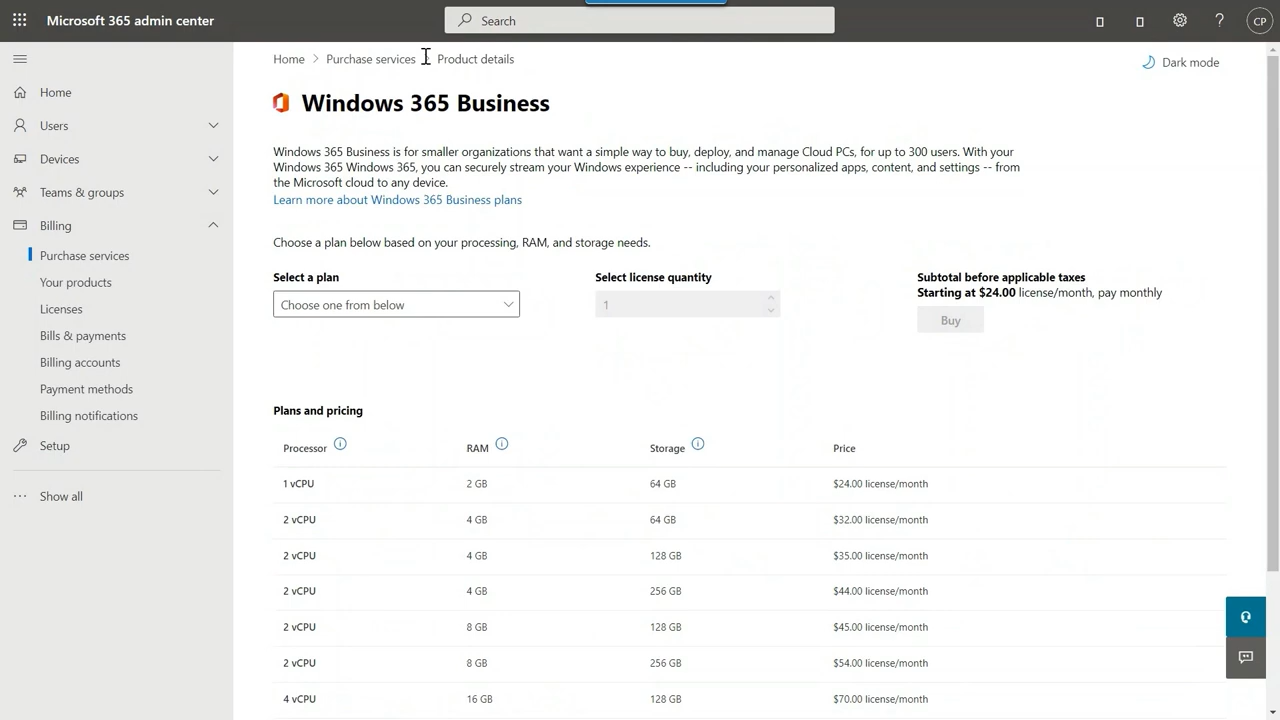 Microsoft 365 admin center
Search
?
CP
Home
Users
Devices
Teams & groups
Billing
Purchase services
Your products
Licenses
Bills & payments
Billing accounts
Payment methods
Billing notifications
Setup
Show all
Home > Purchase services > Product details
Dark mode
Windows 365 Business
Windows 365 Business is for smaller organizations that want a simple way to buy, deploy, and manage Cloud PCs, for up to 300 users. With your
Windows 365 Windows 365, you can securely stream your Windows experience -- including your personalized apps, content, and settings -- from
the Microsoft cloud to any device.
Learn more about Windows 365 Business plans
Choose a plan below based on your processing, RAM, and storage needs.
Select a plan
Choose one from below
Select license quantity
1
Subtotal before applicable taxes
Starting at $24.00 license/month, pay monthly
Buy
Plans and pricing
Processor RAM Storage Price
1 vCPU 2 GB 64 GB $24.00 license/month
2 vCPU 4 GB 64 GB $32.00 license/month
2 vCPU 4 GB 128 GB $35.00 license/month
2 vCPU 4 GB 256 GB $44.00 license/month
2 vCPU 8 GB 128 GB $45.00 license/month
2 vCPU 8 GB 256 GB $54.00 license/month
4 vCPU 16 GB 128 GB $70.00 license/month